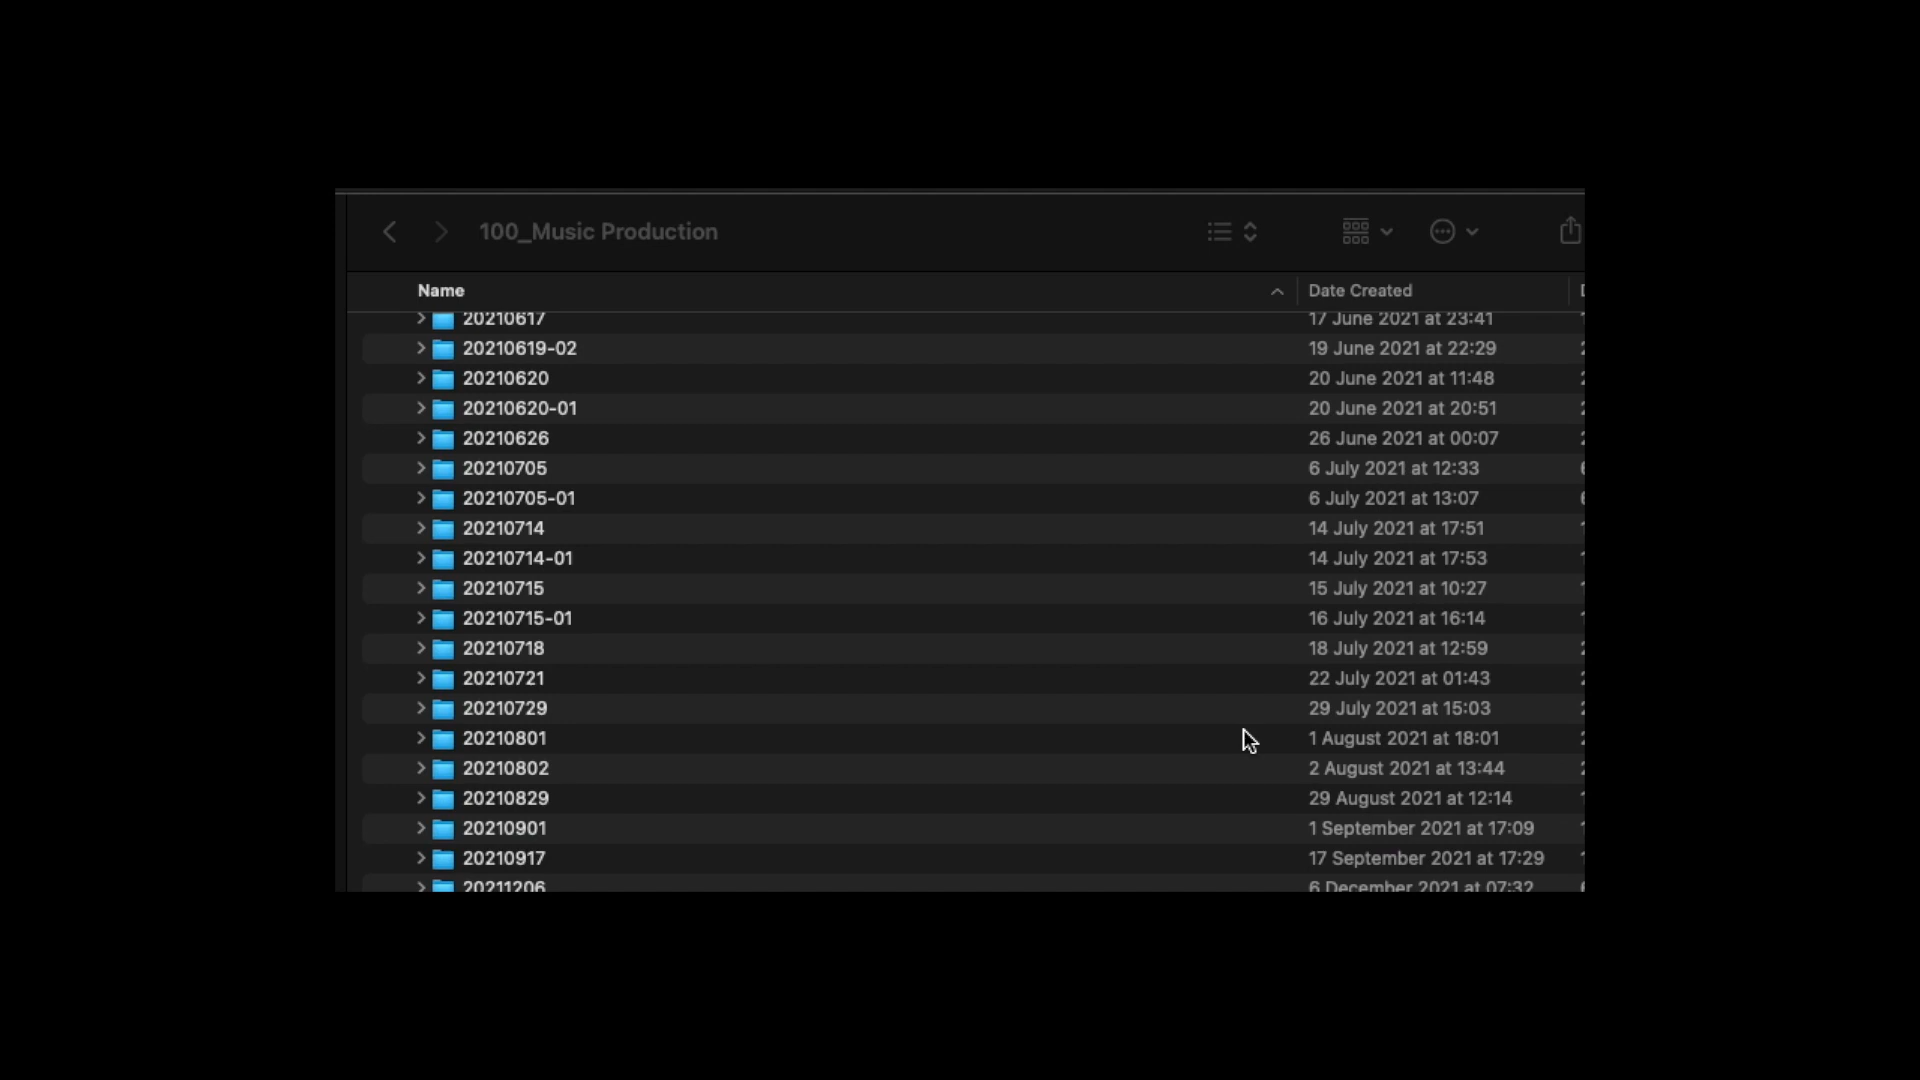 100_Music Production
Name Date Created
20210617 17 June 2021 at 23:41
20210619-02 19 June 2021 at 22:29
20210620 20 June 2021 at 11:48
20210620-01 20 June 2021 at 20:51
20210626 26 June 2021 at 00:07
20210705 6 July 2021 at 12:33
20210705-01 6 July 2021 at 13:07
20210714 14 July 2021 at 17:51
20210714-01 14 July 2021 at 17:53
20210715 15 July 2021 at 10:27
20210715-01 16 July 2021 at 16:14
20210718 18 July 2021 at 12:59
20210721 22 July 2021 at 01:43
20210729 29 July 2021 at 15:03
20210801 1 August 2021 at 18:01
20210802 2 August 2021 at 13:44
20210829 29 August 2021 at 12:14
20210901 1 September 2021 at 17:09
20210917 17 September 2021 at 17:29
20211206 6 December 2021 at 07:32